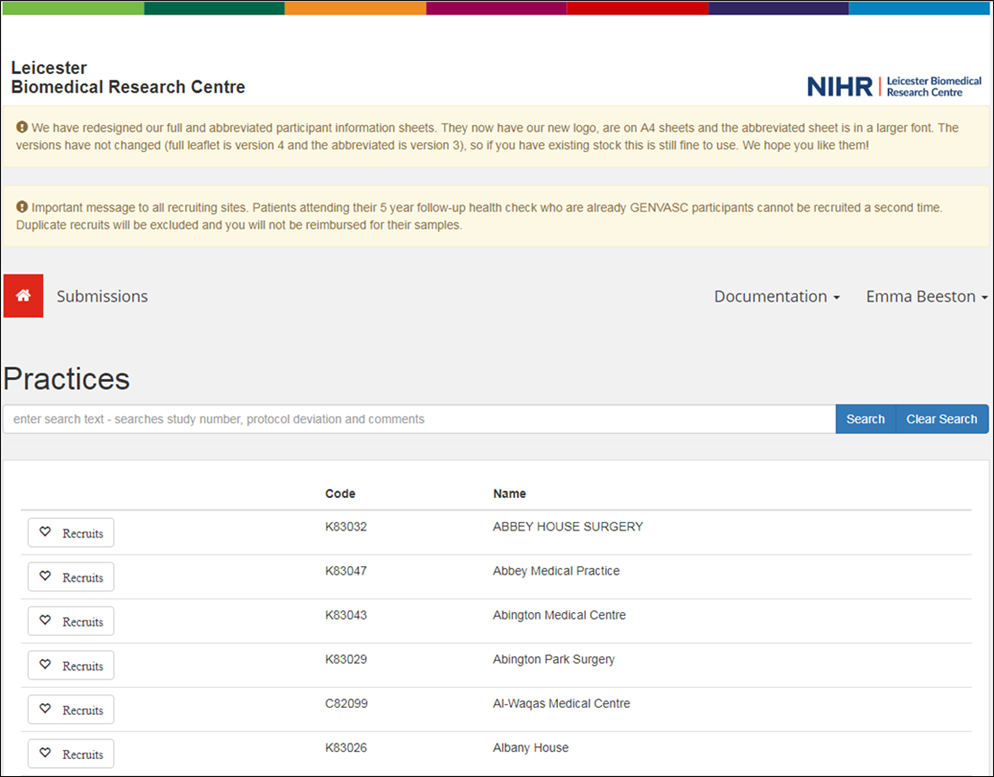 Leicester
Biomedical Research Centre
NIHR | Leicester Biomedical
Research Centre
We have redesigned our full and abbreviated participant information sheets. They now have our new logo, are on A4 sheets and the abbreviated sheet is in a larger font. The
versions have not changed (full leaflet is version 4 and the abbreviated is version 3), so if you have existing stock this is still fine to use. We hope you like them!
Important message to all recruiting sites. Patients attending their 5 year follow-up health check who are already GENVASC participants cannot be recruited a second time.
Duplicate recruits will be excluded and you will not be reimbursed for their samples.
Submissions Documentation Emma Beeston
Practices
enter search text - searches study number, protocol deviation and comments Search Clear Search
Code Name
Recruits K83032 ABBEY HOUSE SURGERY
Recruits K83047 Abbey Medical Practice
Recruits K83043 Abington Medical Centre
Recruits K83029 Abington Park Surgery
Recruits C82099 Al-Waqas Medical Centre
Recruits K83026 Albany House